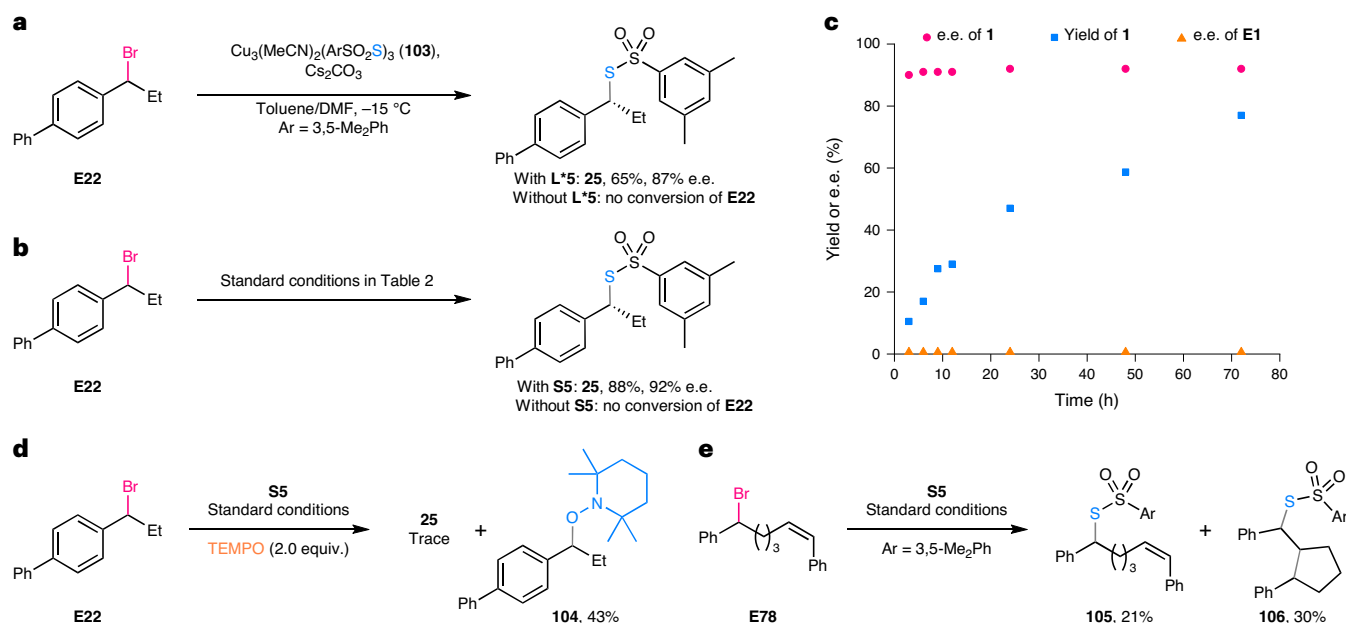 a
Br
Et
Ph
E22
Cu3(MeCN)2(ArSO2S)3 (103),
Cs2CO3
Toluene/DMF, –15 °C
Ar = 3,5-Me2Ph
O O
S
S
Et
Ph
With L*5: 25, 65%, 87% e.e.
Without L*5: no conversion of E22
b
Br
Et
Ph
E22
Standard conditions in Table 2
O O
S
S
Et
Ph
With S5: 25, 88%, 92% e.e.
Without S5: no conversion of E22
c
e.e. of 1
Yield of 1
e.e. of E1
Yield or e.e. (%)
100
80
60
40
20
0
0 10 20 30 40 50 60 70 80
Time (h)
d
Br
Et
Ph
E22
S5
Standard conditions
TEMPO (2.0 equiv.)
25
Trace
+
N
O
Et
Ph
104, 43%
e
Br
Ph
( )3
Ph
E78
S5
Standard conditions
Ar = 3,5-Me2Ph
O O
S
S
Ar
Ph
( )3
Ph
105, 21%
+
O O
S
S
Ar
Ph
Ph
106, 30%